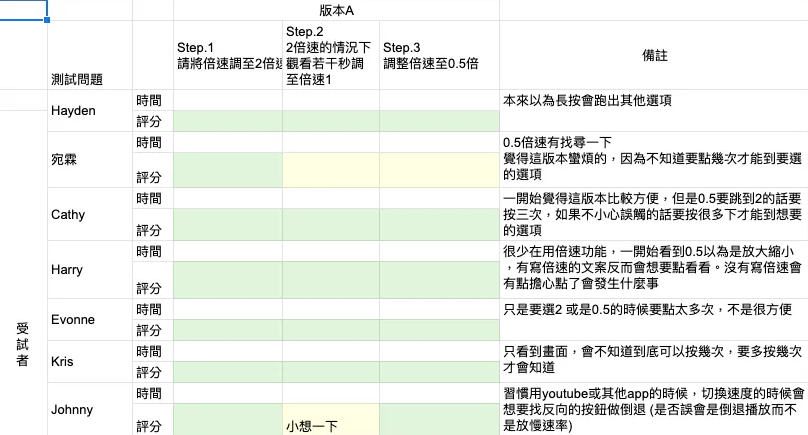 版本A
測試問題
Step.1
請將倍速調至2倍速
Step.2
2倍速的情況下
觀看若干秒調
至倍速1
Step.3
調整倍速至0.5倍
備註
受試者
Hayden
時間
評分
本來以為長按會跑出其他選項
宛霖
時間
評分
0.5倍速有找尋一下
覺得這版本蠻煩的，因為不知道要點幾次才能到要選
的選項
Cathy
時間
評分
一開始覺得這版本比較方便，但是0.5要跳到2的話要
按三次，如果不小心誤觸的話要按很多下才能到想要
的選項
Harry
時間
評分
很少在用倍速功能，一開始看到0.5以為是放大縮小
，有寫倍速的文案反而會想要點看看。沒有寫倍速會
有點擔心點了會發生什麼事
Evonne
時間
評分
只是要選2 或是0.5的時候要點太多次，不是很方便
Kris
時間
評分
只看到畫面，會不知道到底可以按幾次，要多按幾次
才會知道
Johnny
時間
評分
小想一下
習慣用youtube或其他app的時候，切換速度的時候會
想要找反向的按鈕做倒退 (是否誤會是倒退播放而不
是放慢速率)